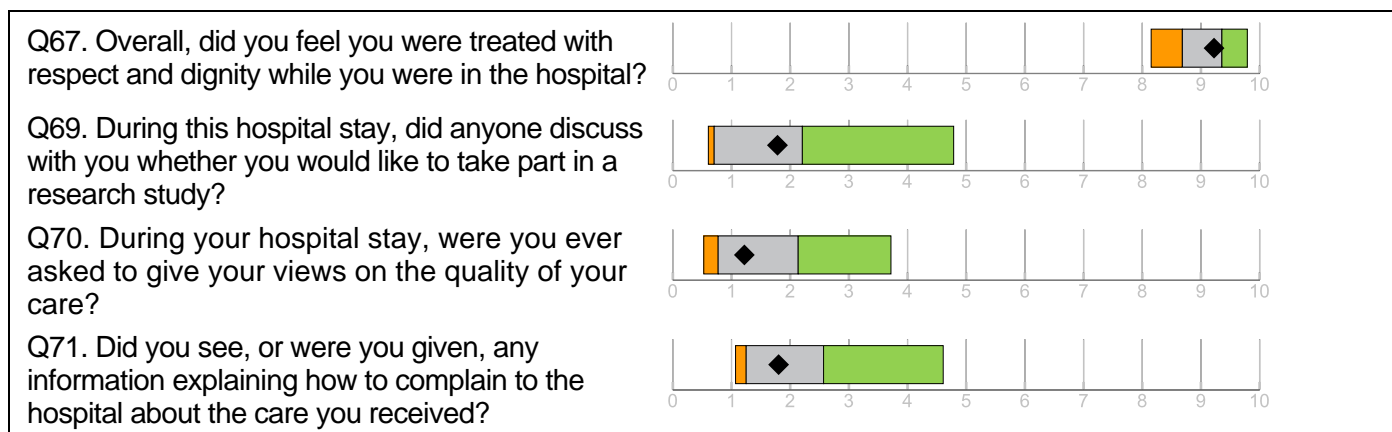 Q67. Overall, did you feel you were treated with
respect and dignity while you were in the hospital?
0 1 2 3 4 5 6 7 8 9 10
Q69. During this hospital stay, did anyone discuss
with you whether you would like to take part in a
research study?
0 1 2 3 4 5 6 7 8 9 10
Q70. During your hospital stay, were you ever
asked to give your views on the quality of your
care?
0 1 2 3 4 5 6 7 8 9 10
Q71. Did you see, or were you given, any
information explaining how to complain to the
hospital about the care you received?
0 1 2 3 4 5 6 7 8 9 10